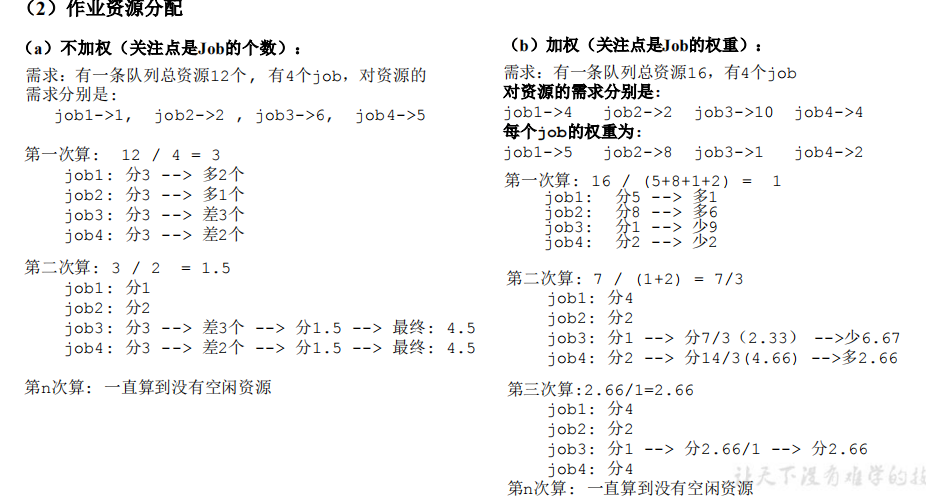 （2）作业资源分配
（a）不加权（关注点是Job的个数）：
需求：有一条队列总资源12个, 有4个job，对资源的
需求分别是:
job1->1, job2->2 , job3->6, job4->5
第一次算: 12 / 4 = 3
job1: 分3 --> 多2个
job2: 分3 --> 多1个
job3: 分3 --> 差3个
job4: 分3 --> 差2个
第二次算: 3 / 2 = 1.5
job1: 分1
job2: 分2
job3: 分3 --> 差3个 --> 分1.5 --> 最终: 4.5
job4: 分3 --> 差2个 --> 分1.5 --> 最终: 4.5
第n次算: 一直算到没有空闲资源
（b）加权（关注点是Job的权重）：
需求：有一条队列总资源16，有4个job
对资源的需求分别是:
job1->4 job2->2 job3->10 job4->4
每个job的权重为:
job1->5 job2->8 job3->1 job4->2
第一次算: 16 / (5+8+1+2) = 1
job1: 分5 --> 多1
job2: 分8 --> 多6
job3: 分1 --> 少9
job4: 分2 --> 少2
第二次算: 7 / (1+2) = 7/3
job1: 分4
job2: 分2
job3: 分1 --> 分7/3（2.33） -->少6.67
job4: 分2 --> 分14/3(4.66) -->多2.66
第三次算:2.66/1=2.66
job1: 分4
job2: 分2
job3: 分1 --> 分2.66/1 --> 分2.66
job4: 分4
第n次算: 一直算到没有空闲资源
让天下没有难学的技